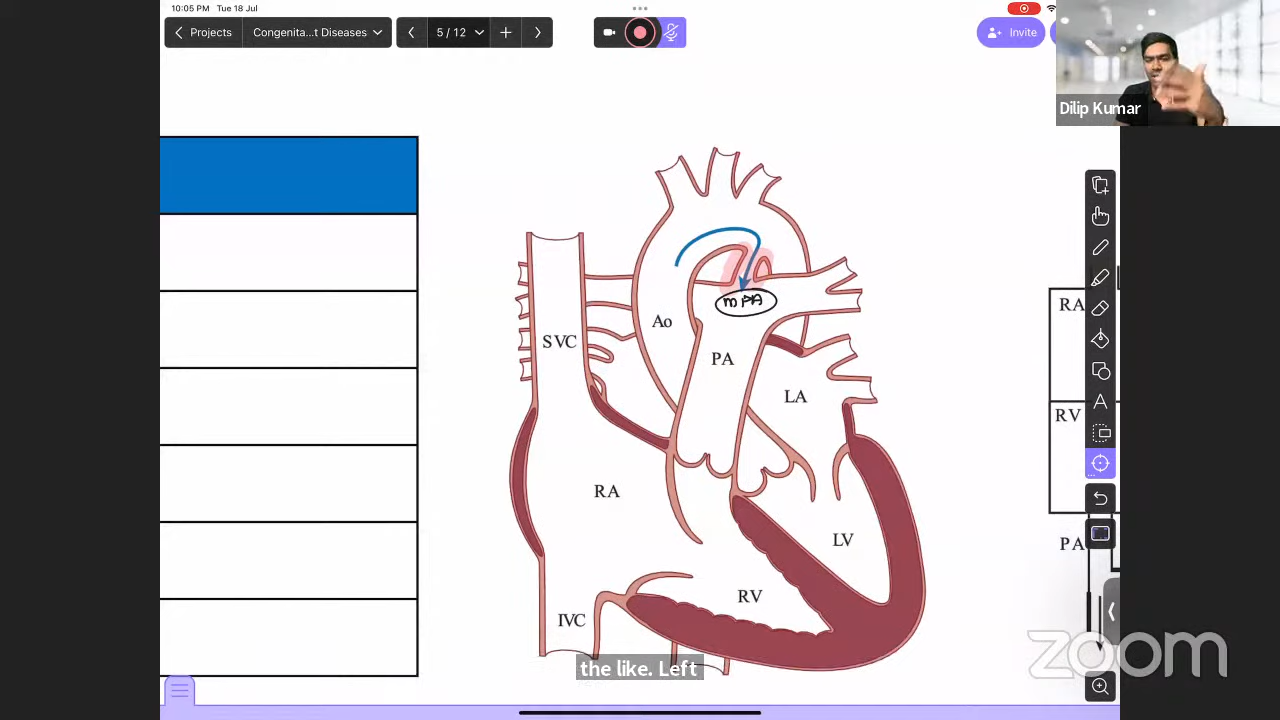 10:05 PM Tue 18 Jul
Projects
Congenita...t Diseases
5 / 12
Invite
Dilip Kumar
mPA
Ao
SVC
PA
LA
RA
LV
RV
IVC
RA
RV
PA
the like. Left
zoom